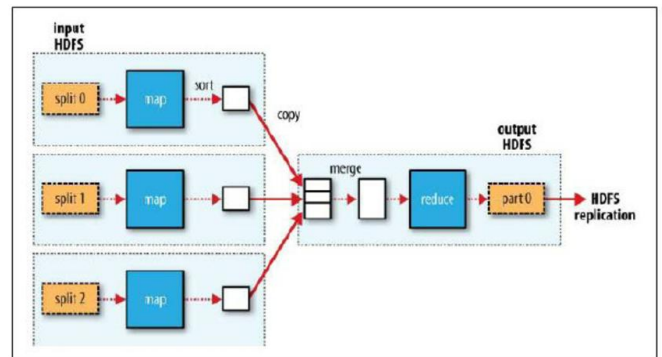 input
HDFS
split 0
map
sort
copy
split 1
map
merge
reduce
output
HDFS
part 0
HDFS
replication
split 2
map